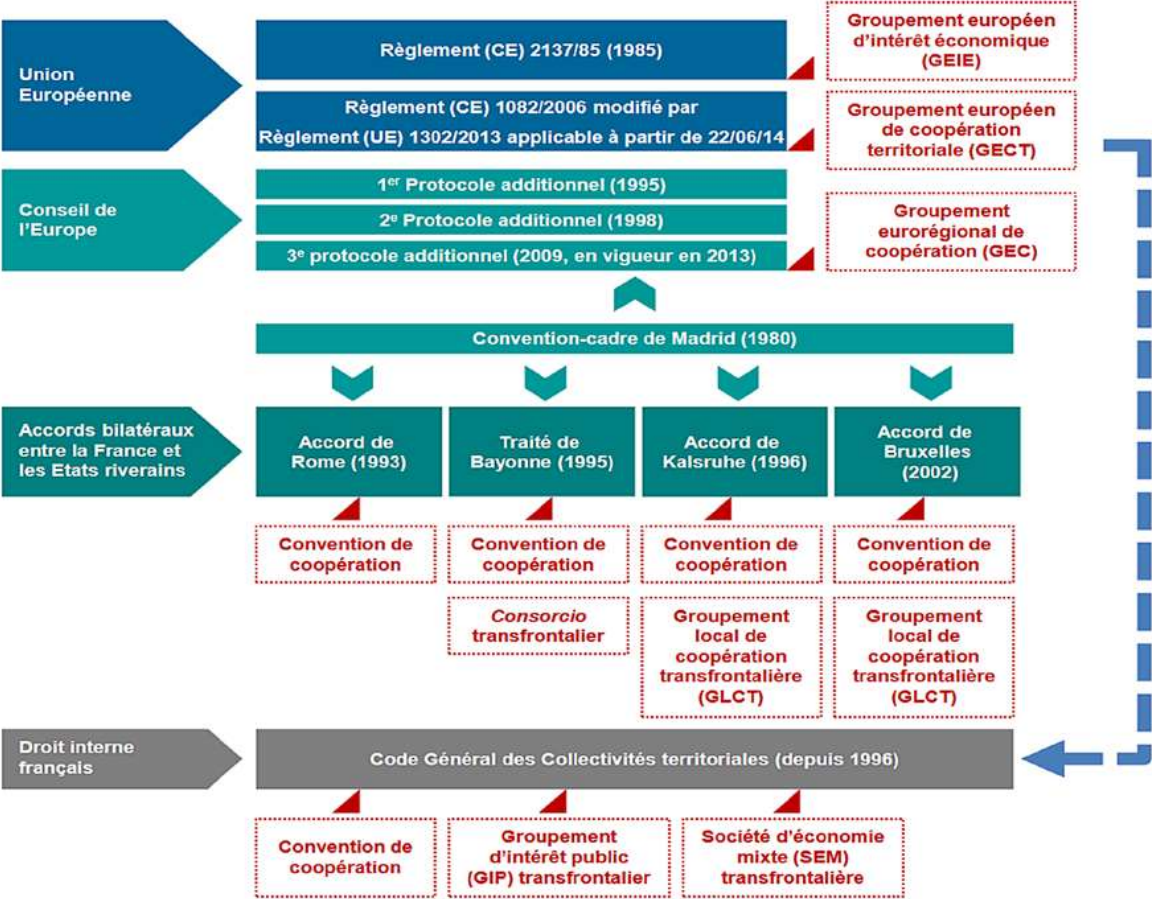 Union
Européenne
Règlement (CE) 2137/85 (1985)
Groupement européen
d'intérêt économique
(GEIE)
Règlement (CE) 1082/2006 modifié par
Règlement (UE) 1302/2013 applicable à partir de 22/06/14
Groupement européen
de coopération
territoriale (GECT)
Conseil de
l'Europe
1er Protocole additionnel (1995)
2e Protocole additionnel (1998)
3e protocole additionnel (2009, en vigueur en 2013)
Groupement
eurorégional de
coopération (GEC)
Convention-cadre de Madrid (1980)
Accords bilatéraux
entre la France et
les Etats riverains
Accord de
Rome (1993)
Traité de
Bayonne (1995)
Accord de
Kalsruhe (1996)
Accord de
Bruxelles
(2002)
Convention de
coopération
Convention de
coopération
Convention de
coopération
Convention de
coopération
Consorcio
transfrontalier
Groupement
local de
coopération
transfrontalière
(GLCT)
Groupement
local de
coopération
transfrontalière
(GLCT)
Droit interne
français
Code Général des Collectivités territoriales (depuis 1996)
Convention de
coopération
Groupement
d'intérêt public
(GIP) transfrontalier
Société d'économie
mixte (SEM)
transfrontalière